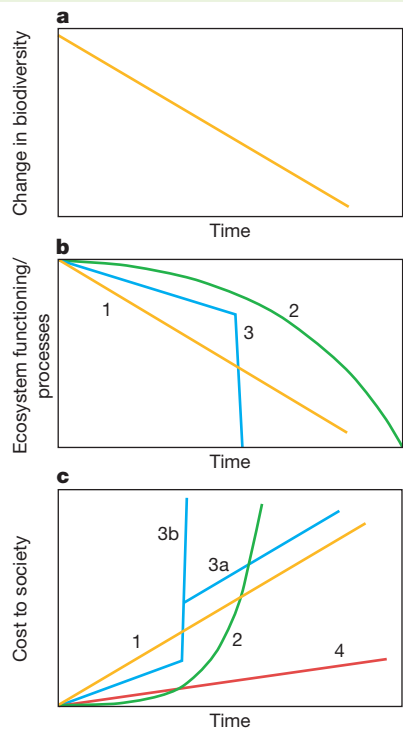 a
Change in biodiversity
Time
b
Ecosystem functioning/
processes
1
2
3
Time
c
Cost to society
3b
3a
1
2
4
Time